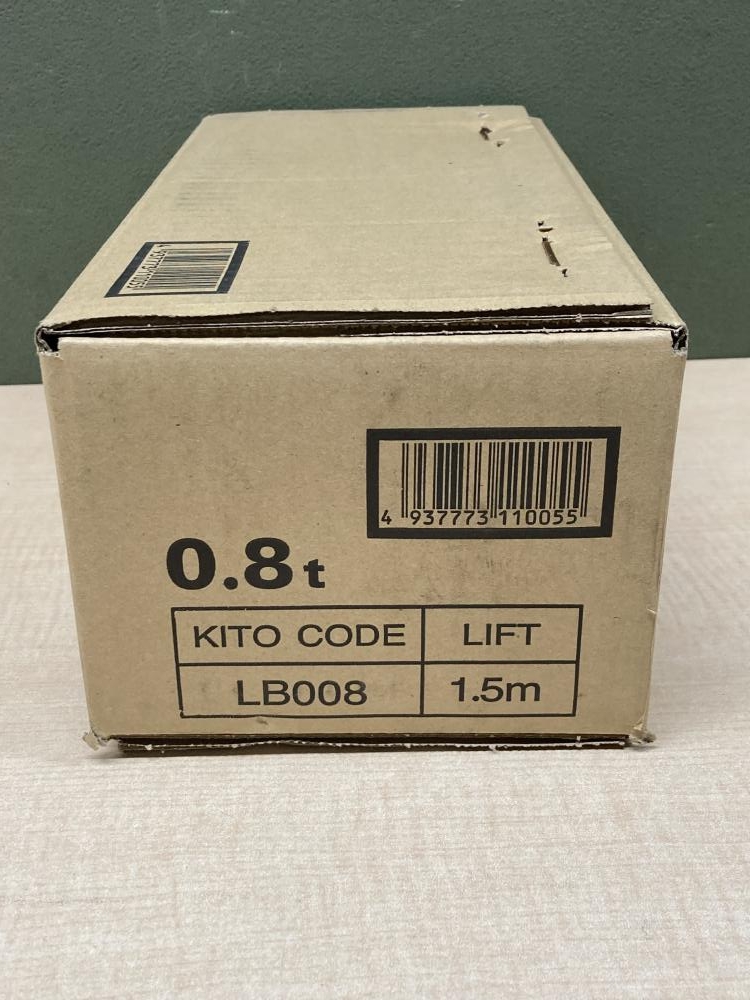 4 937773 110055
0.8t
KITO CODE LIFT
LB008 1.5m